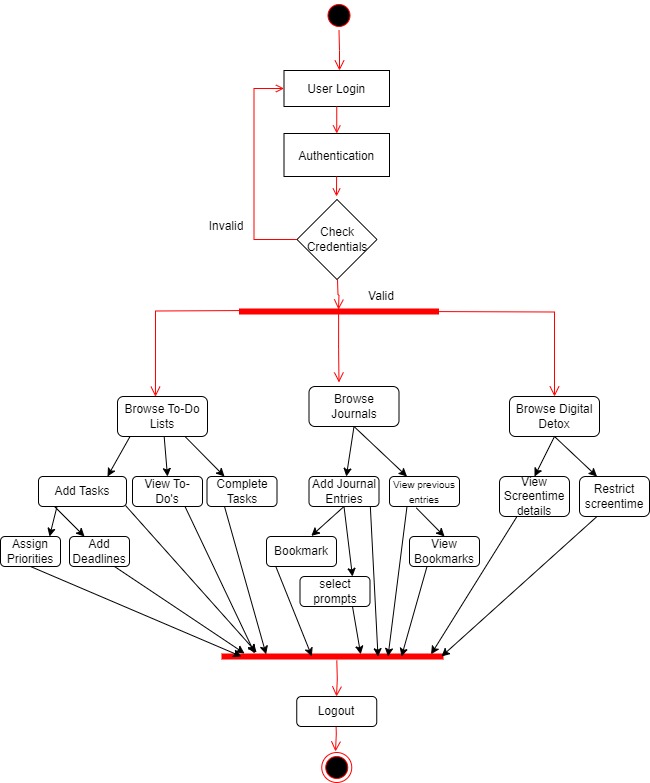 User Login
Authentication
Invalid
Check
Credentials
Valid
Browse To-Do
Lists
Browse
Journals
Browse Digital
Detox
Add Tasks
View To-
Do's
Complete
Tasks
Add Journal
Entries
View previous
entries
View
Screentime
details
Restrict
screentime
Assign
Priorities
Add
Deadlines
Bookmark
View
Bookmarks
select
prompts
Logout